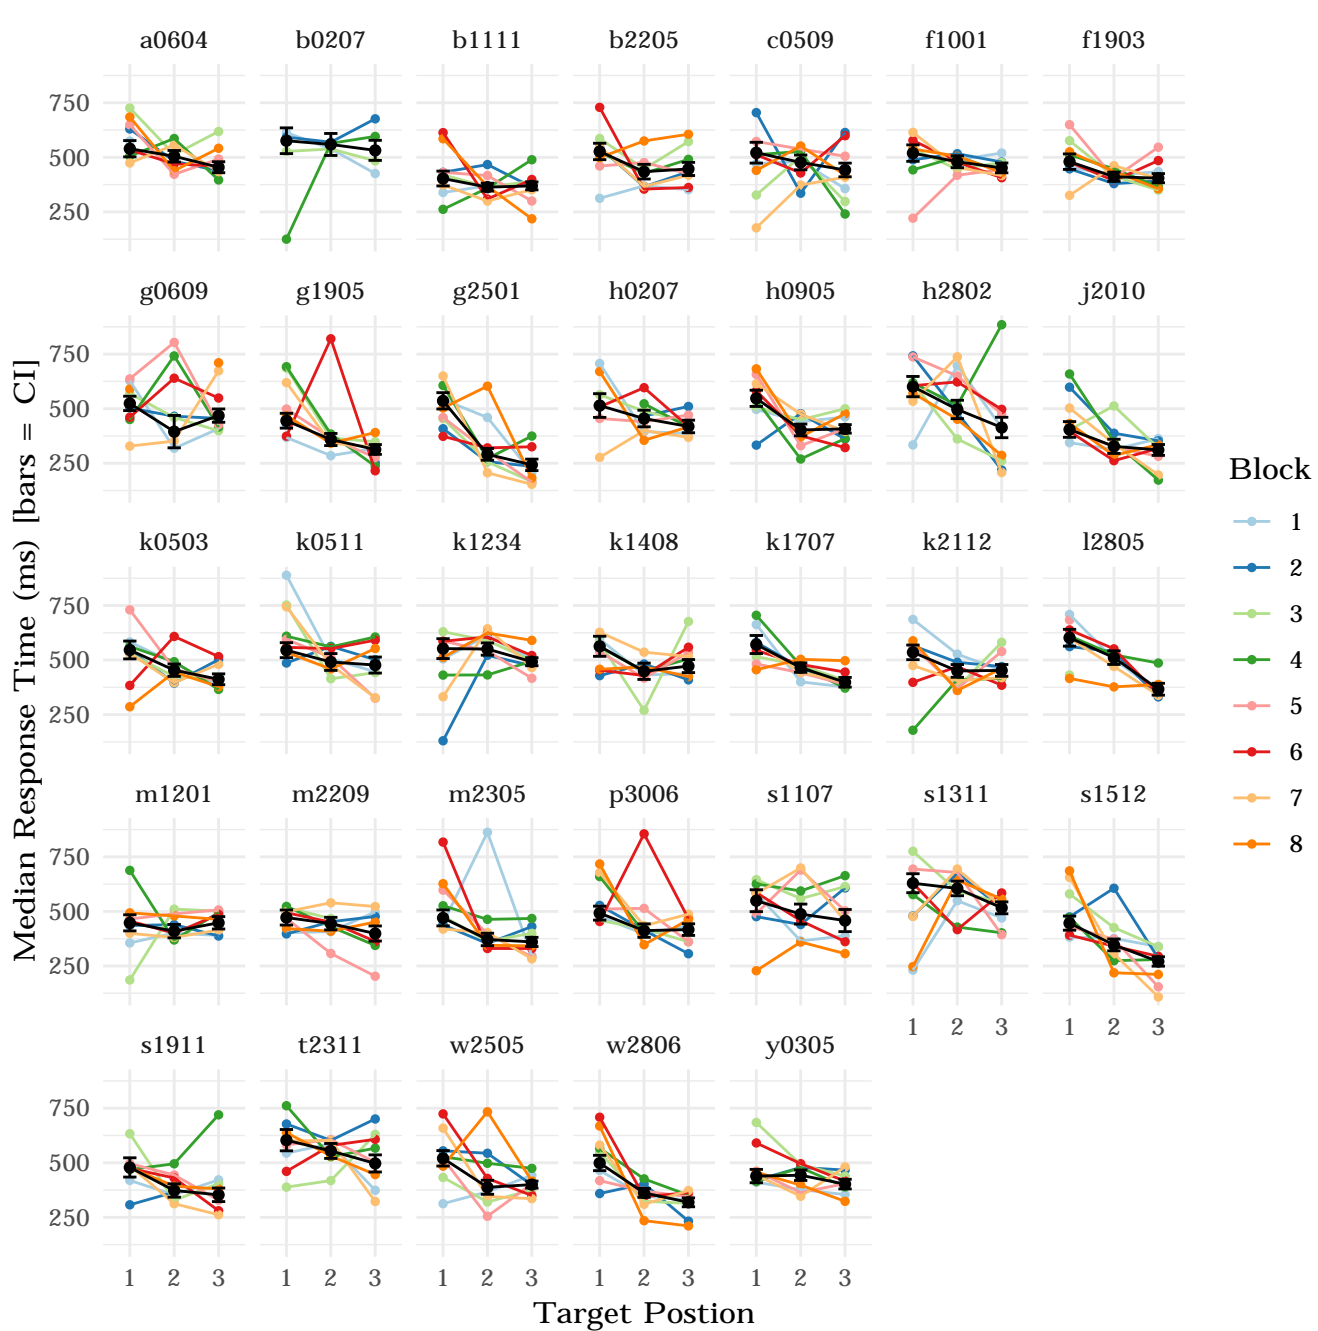 a0604 b0207 b1111 b2205 c0509 f1001 f1903
750
500
250
g0609 g1905 g2501 h0207 h0905 h2802 j2010
750
500
250
k0503 k0511 k1234 k1408 k1707 k2112 l2805
750
500
250
m1201 m2209 m2305 p3006 s1107 s1311 s1512
750
500
250
1 2 3 1 2 3
s1911 t2311 w2505 w2806 y0305
750
500
250
1 2 3 1 2 3 1 2 3 1 2 3 1 2 3
Target Postion
Median Response Time (ms) [bars = CI]
Block
1
2
3
4
5
6
7
8